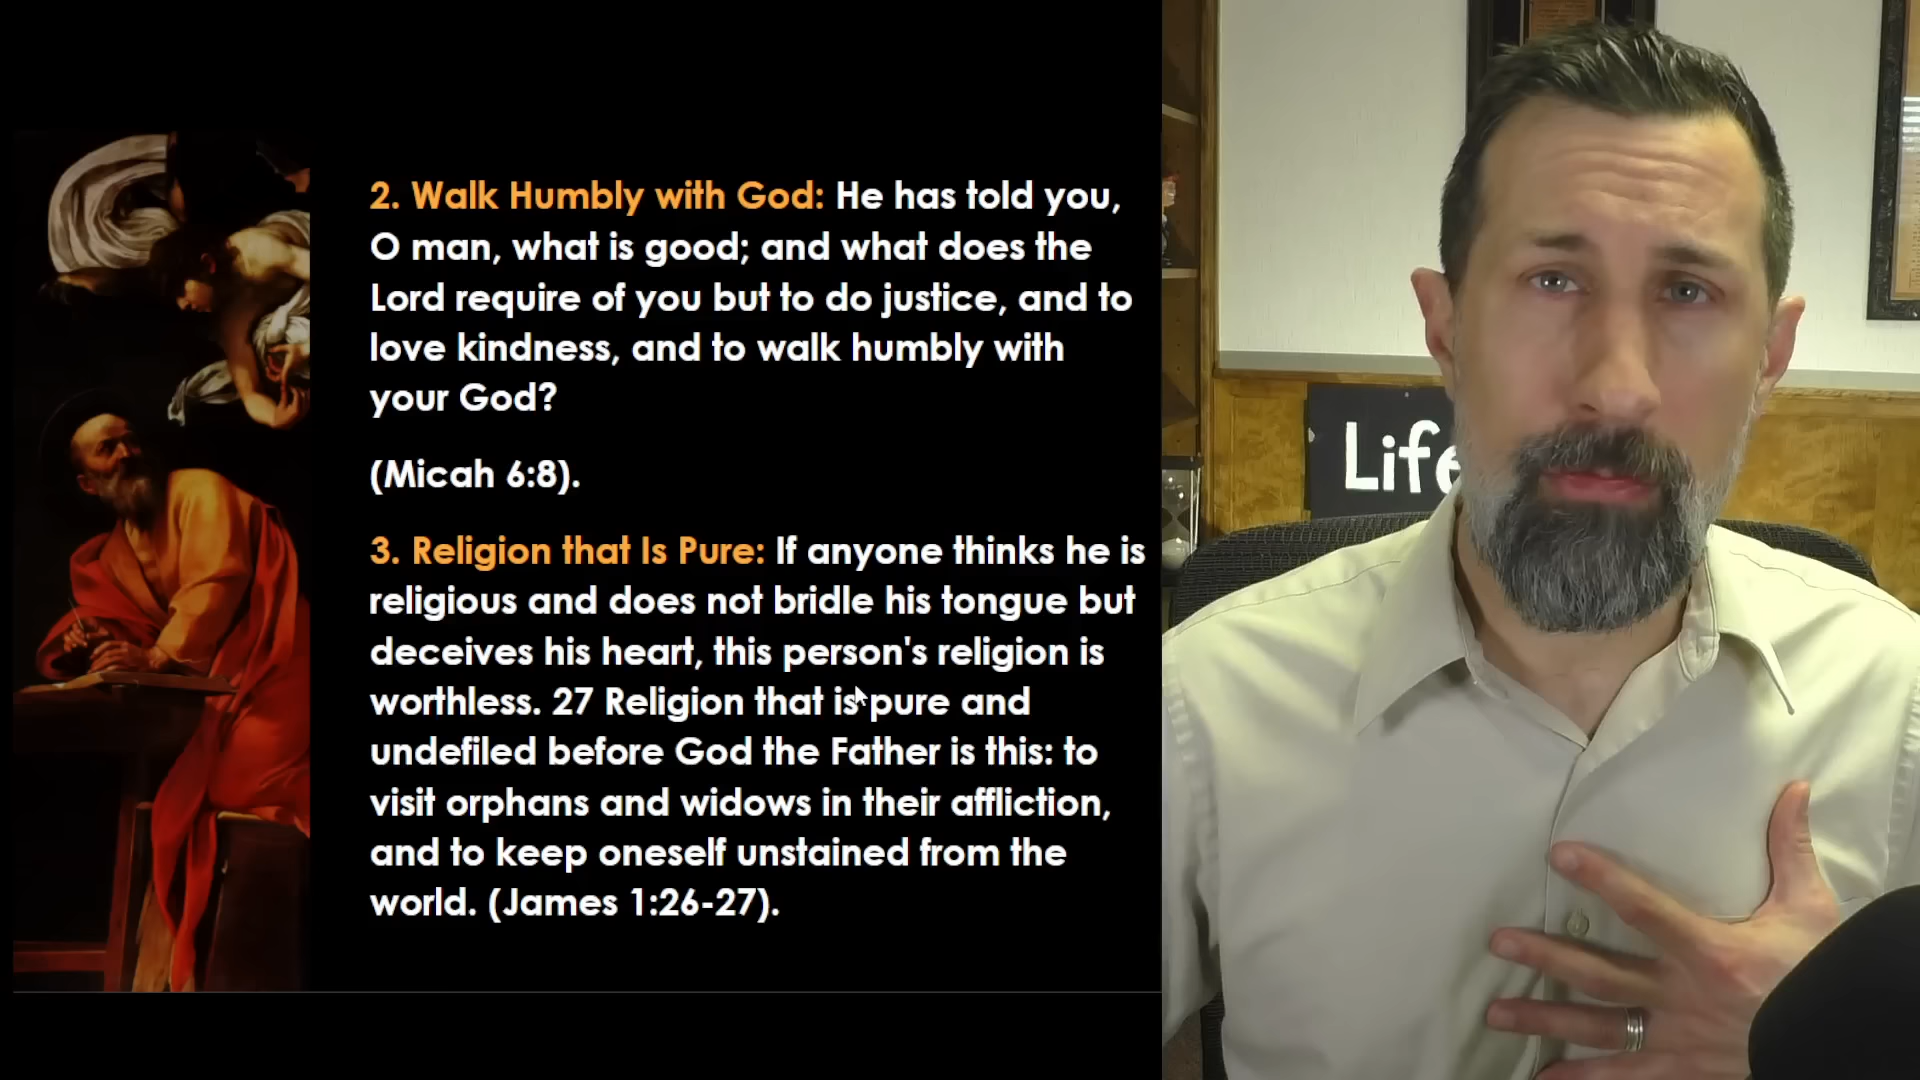 2. Walk Humbly with God: He has told you,
O man, what is good; and what does the
Lord require of you but to do justice, and to
love kindness, and to walk humbly with
your God?
(Micah 6:8).
3. Religion that Is Pure: If anyone thinks he is
religious and does not bridle his tongue but
deceives his heart, this person's religion is
worthless. 27 Religion that is pure and
undefiled before God the Father is this: to
visit orphans and widows in their affliction,
and to keep oneself unstained from the
world. (James 1:26-27).
Life